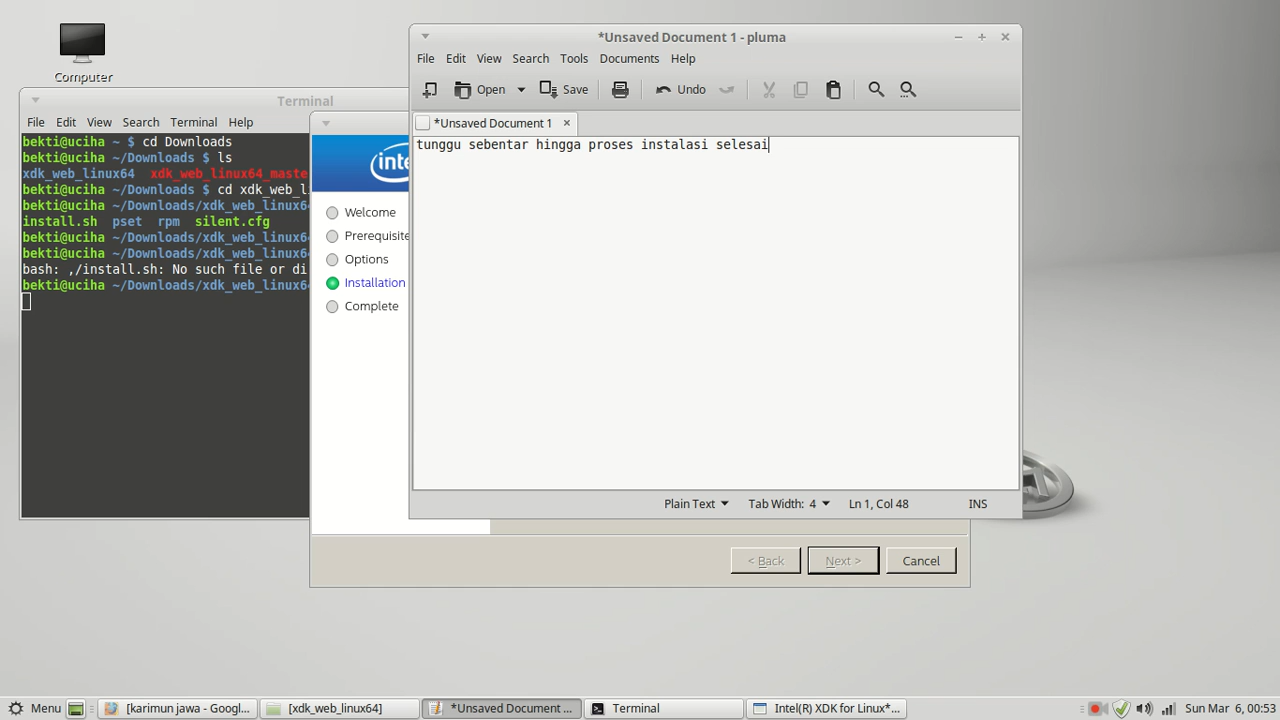 Computer
Terminal
File Edit View Search Terminal Help
bekti@uciha ~ $ cd Downloads
bekti@uciha ~/Downloads $ ls
xdk_web_linux64 xdk_web_linux64_maste
bekti@uciha ~/Downloads $ cd xdk_web_l
bekti@uciha ~/Downloads/xdk_web_linux6
install.sh pset rpm silent.cfg
bekti@uciha ~/Downloads/xdk_web_linux6
bekti@uciha ~/Downloads/xdk_web_linux6
bash: ,/install.sh: No such file or di
bekti@uciha ~/Downloads/xdk_web_linux6
inte
Welcome
Prerequisite
Options
Installation
Complete
< Back Next > Cancel
*Unsaved Document 1 - pluma
File Edit View Search Tools Documents Help
Open Save Undo
*Unsaved Document 1
tunggu sebentar hingga proses instalasi selesai
Plain Text Tab Width: 4 Ln 1, Col 48 INS
Menu [karimun jawa - Googl... [xdk_web_linux64] *Unsaved Document ... Terminal Intel(R) XDK for Linux*... Sun Mar 6, 00:53